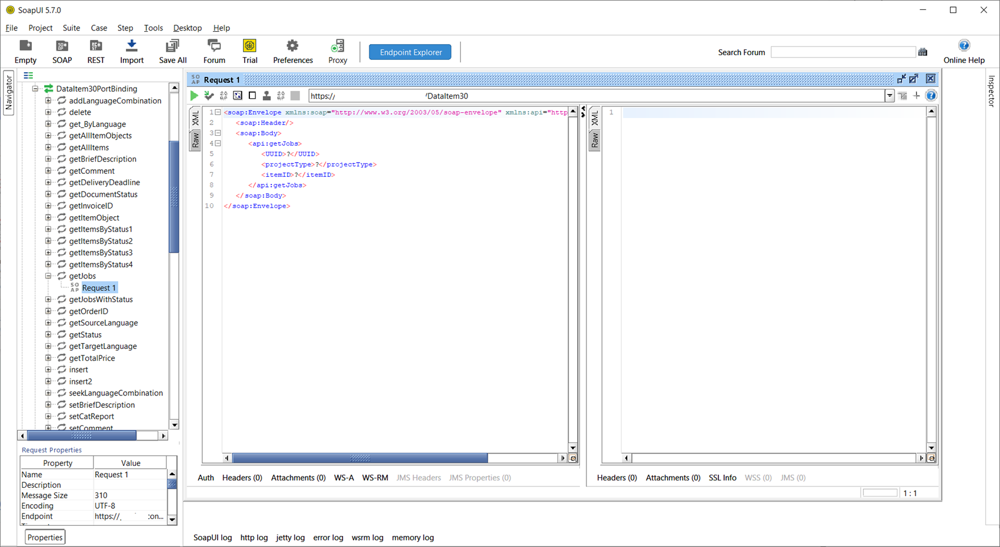 SoapUI 5.7.0
File Project Suite Case Step Tools Desktop Help
Empty SOAP REST Import Save All Forum Trial Preferences Proxy Endpoint Explorer Search Forum Online Help
Navigator
DataItem30PortBinding
addLanguageCombination
delete
get_ByLanguage
getAllItemObjects
getAllItems
getBriefDescription
getComment
getDeliveryDeadline
getDocumentStatus
getInvoiceID
getItemObject
getItemsByStatus1
getItemsByStatus2
getItemsByStatus3
getItemsByStatus4
getJobs
SOAP Request 1
getJobsWithStatus
getOrderID
getSourceLanguage
getStatus
getTargetLanguage
getTotalPrice
insert
insert2
seekLanguageCombination
setBriefDescription
setCatReport
setComment
Request Properties
Property Value
Name Request 1
Description
Message Size 310
Encoding UTF-8
Endpoint https:// con...
Properties
SOAP Request 1
https:// /DataItem30
XML
Raw
1 <soap:Envelope xmlns:soap="http://www.w3.org/2003/05/soap-envelope" xmlns:api="http
2 <soap:Header/>
3 <soap:Body>
4 <api:getJobs>
5 <UUID>?</UUID>
6 <projectType>?</projectType>
7 <itemID>?</itemID>
8 </api:getJobs>
9 </soap:Body>
10 </soap:Envelope>
Auth Headers (0) Attachments (0) WS-A WS-RM JMS Headers JMS Properties (0)
XML
Raw
1
Headers (0) Attachments (0) SSL Info WSS (0) JMS (0)
1 : 1
Inspector
SoapUI log http log jetty log error log wsrm log memory log